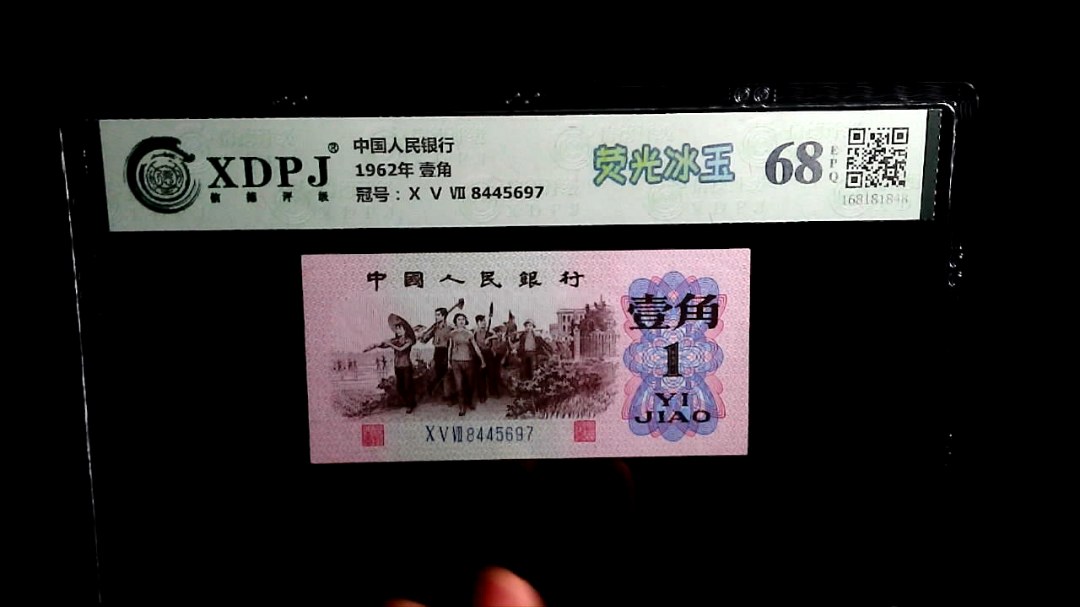 XDPJ®
信德评级
中国人民银行
1962年 壹角
冠号：Ⅹ Ⅴ Ⅶ 8445697
荧光冰玉
68
EPQ
中國人民銀行
壹角
1
YI
JIAO
Ⅹ Ⅴ Ⅶ 8445697